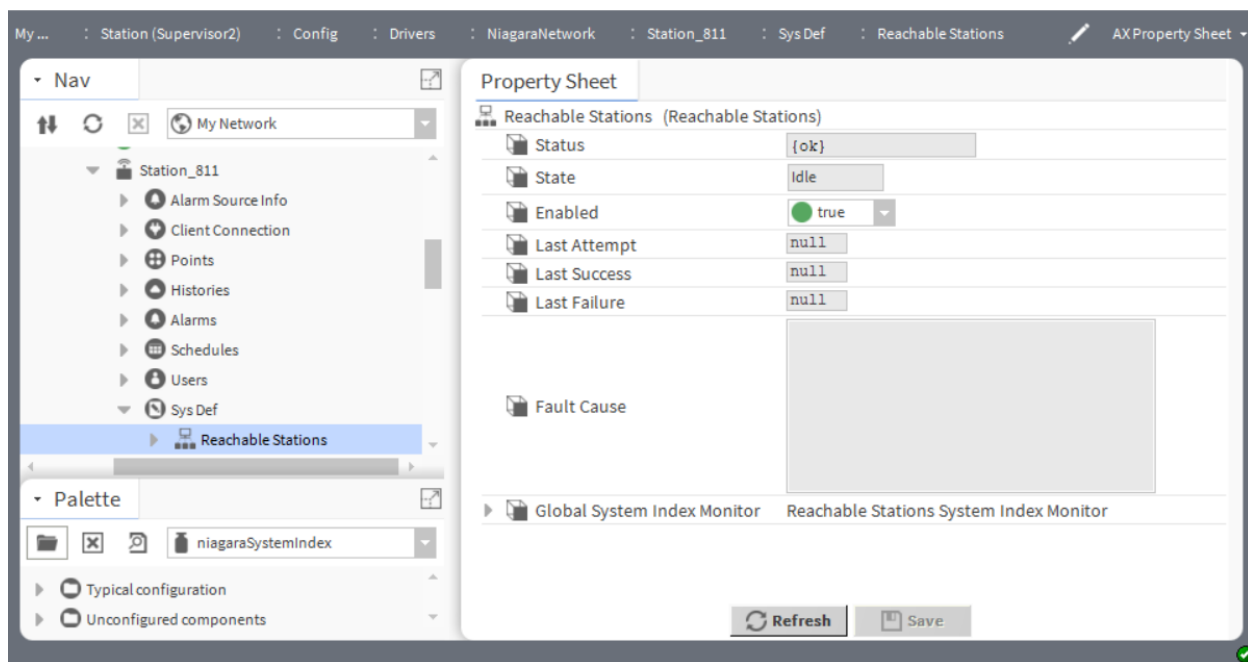 My ... : Station (Supervisor2) : Config : Drivers : NiagaraNetwork : Station_811 : Sys Def : Reachable Stations AX Property Sheet
Nav
My Network
Station_811
Alarm Source Info
Client Connection
Points
Histories
Alarms
Schedules
Users
Sys Def
Reachable Stations
Palette
niagaraSystemIndex
Typical configuration
Unconfigured components
Property Sheet
Reachable Stations (Reachable Stations)
Status {ok}
State Idle
Enabled true
Last Attempt null
Last Success null
Last Failure null
Fault Cause
Global System Index Monitor Reachable Stations System Index Monitor
Refresh Save